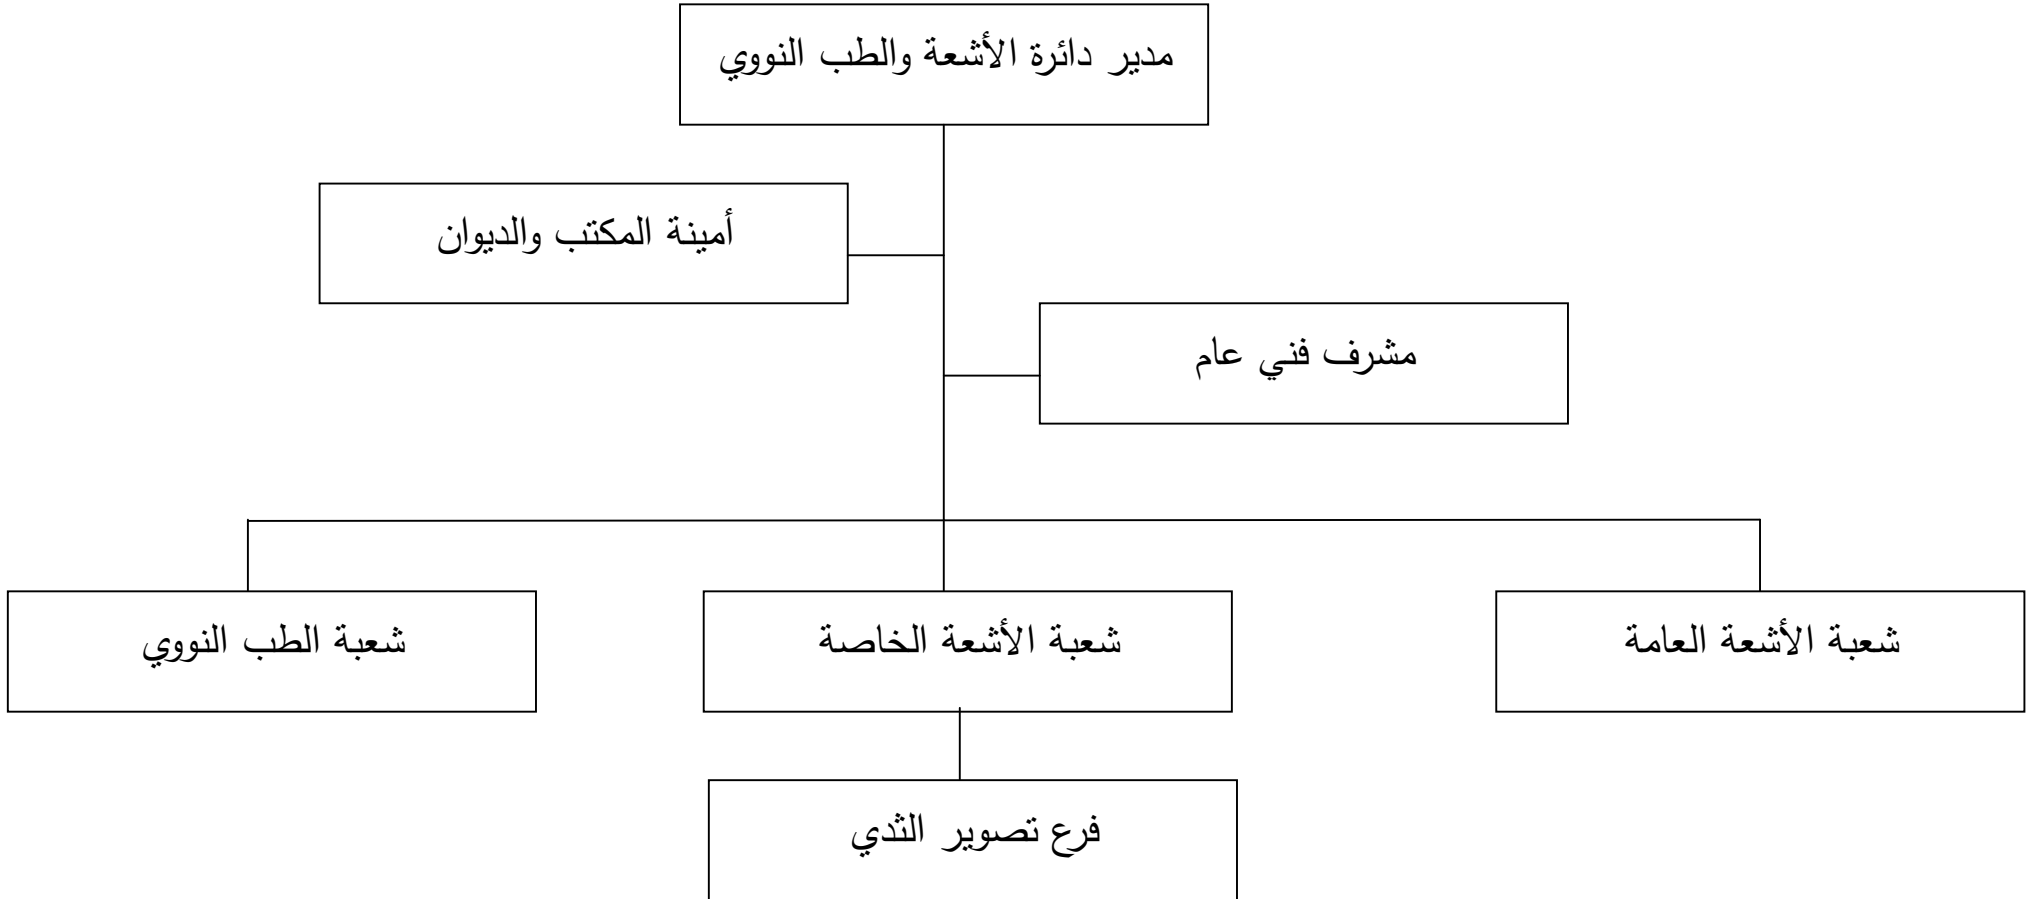 مدير دائرة الأشعة والطب النووي
أمينة المكتب والديوان
مشرف فني عام
شعبة الأشعة العامة
شعبة الأشعة الخاصة
شعبة الطب النووي
فرع تصوير الثدي